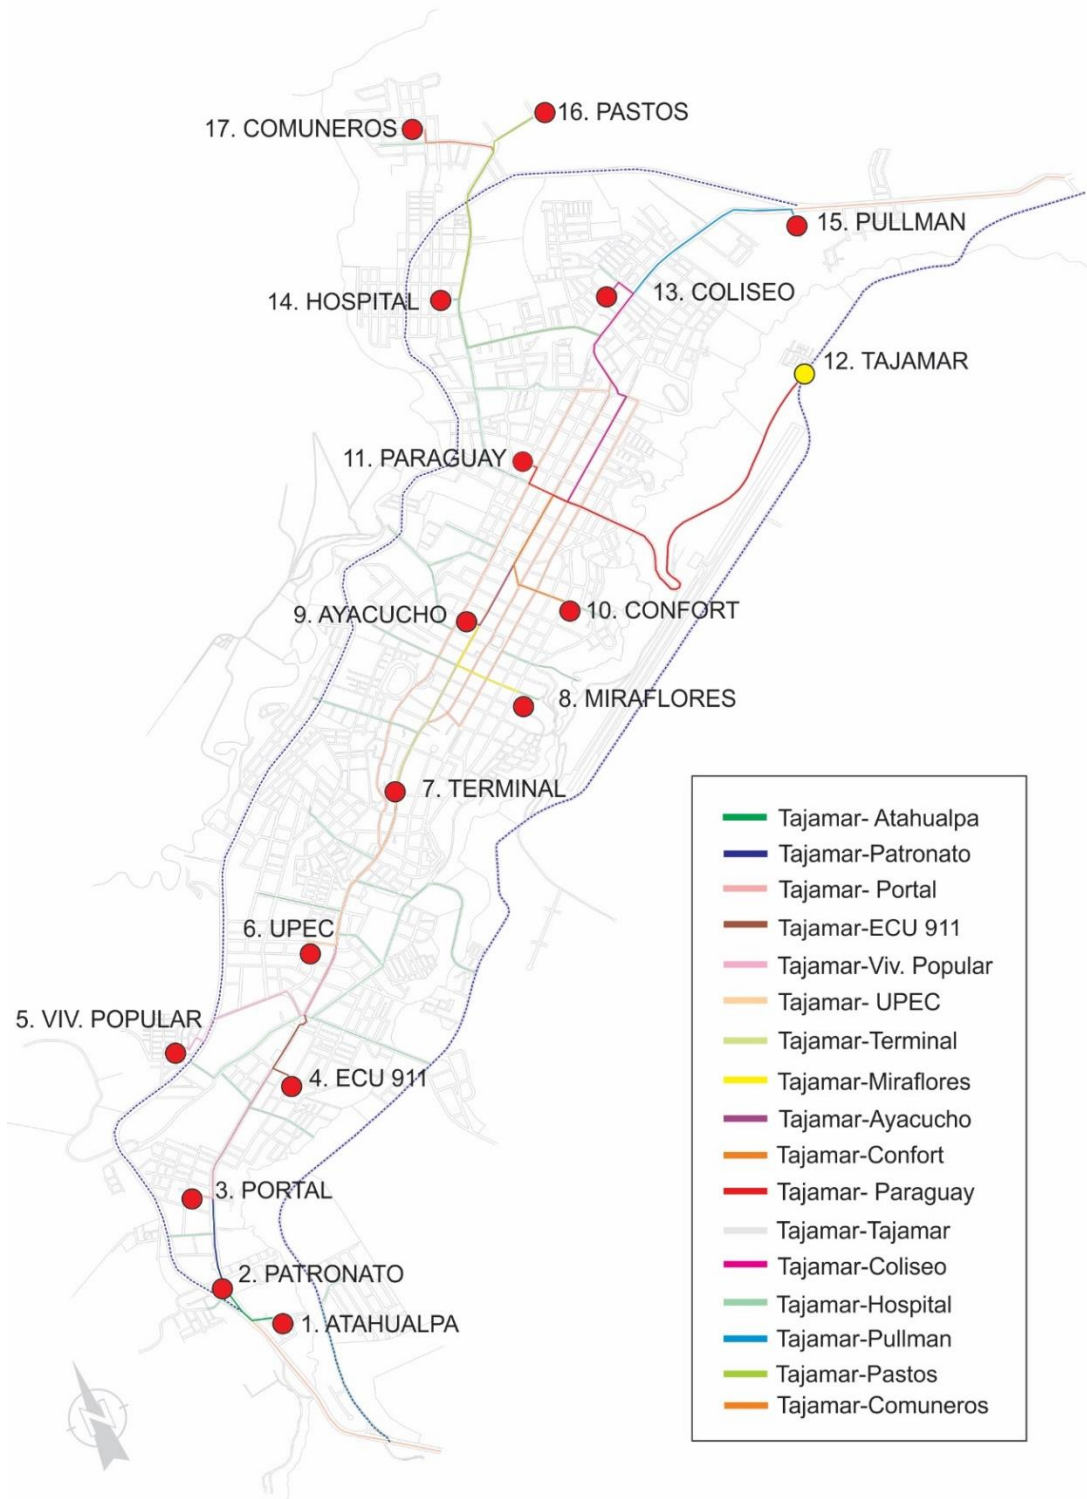 16. PASTOS
17. COMUNEROS
15. PULLMAN
14. HOSPITAL
13. COLISEO
12. TAJAMAR
11. PARAGUAY
9. AYACUCHO
10. CONFORT
8. MIRAFLORES
7. TERMINAL
6. UPEC
5. VIV. POPULAR
4. ECU 911
3. PORTAL
2. PATRONATO
1. ATAHUALPA
Tajamar- Atahualpa
Tajamar-Patronato
Tajamar- Portal
Tajamar-ECU 911
Tajamar-Viv. Popular
Tajamar- UPEC
Tajamar-Terminal
Tajamar-Miraflores
Tajamar-Ayacucho
Tajamar-Confort
Tajamar- Paraguay
Tajamar-Tajamar
Tajamar-Coliseo
Tajamar-Hospital
Tajamar-Pullman
Tajamar-Pastos
Tajamar-Comuneros